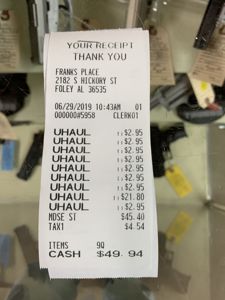 YOUR RECEIPT
THANK YOU
FRANKS PLACE
2182 S HICKORY ST
FOLEY AL 36535
06/29/2019 10:43AM 01
000000#5958 CLERK01
UHAUL $2.95
UHAUL $2.95
UHAUL $2.95
UHAUL $2.95
UHAUL $2.95
UHAUL $2.95
UHAUL $2.95
UHAUL $21.80
UHAUL $2.95
MDSE ST $45.40
TAX1 $4.54
ITEMS 9Q
CASH $49.94